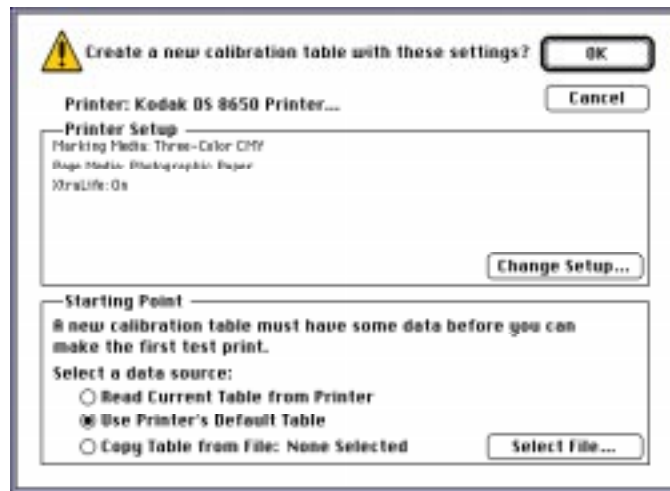 Create a new calibration table with these settings?
OK
Printer: Kodak DS 8650 Printer...
Cancel
Printer Setup
Marking Media: Three-Color CMY
Page Media: Photographic Paper
XtraLife: On
Change Setup...
Starting Point
A new calibration table must have some data before you can
make the first test print.
Select a data source:
Read Current Table from Printer
Use Printer's Default Table
Copy Table from File: None Selected
Select File...